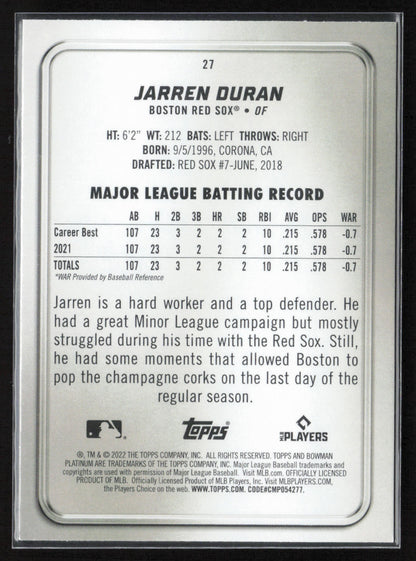 27
JARREN DURAN
BOSTON RED SOX® • OF
HT: 6'2" WT: 212 BATS: LEFT THROWS: RIGHT
BORN: 9/5/1996, CORONA, CA
DRAFTED: RED SOX #7-JUNE, 2018
MAJOR LEAGUE BATTING RECORD
AB H 2B 3B HR SB RBI AVG OPS WAR
Career Best 107 23 3 2 2 2 10 .215 .578 -0.7
2021 107 23 3 2 2 2 10 .215 .578 -0.7
TOTALS 107 23 3 2 2 2 10 .215 .578 -0.7
*WAR Provided by Baseball Reference
Jarren is a hard worker and a top defender. He
had a great Minor League campaign but mostly
struggled during his time with the Red Sox. Still,
he had some moments that allowed Boston to
pop the champagne corks on the last day of the
regular season.
Topps
MLB PLAYERS
®, TM & © 2022 THE TOPPS COMPANY, INC. ALL RIGHTS RESERVED. TOPPS AND BOWMAN
PLATINUM ARE TRADEMARKS OF THE TOPPS COMPANY, INC. Major League Baseball trademarks and
copyrights are used with permission of Major League Baseball. Visit MLB.com. OFFICIALLY LICENSED
PRODUCT OF MLB. Officially Licensed Product of MLB Players, Inc. Visit MLBPLAYERS.com,
the Players Choice on the web. WWW.TOPPS.COM. CODE#CMP054277.